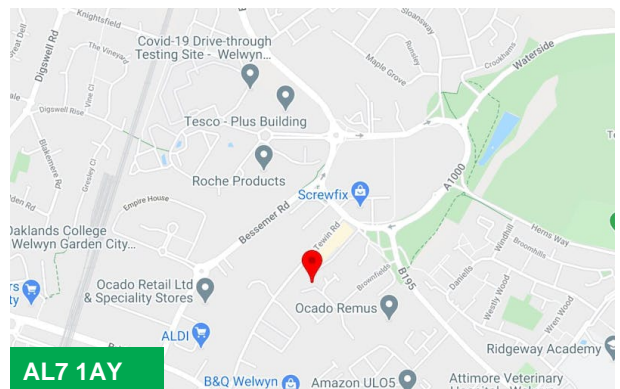 Knightsfield
Digswell Rd
The Vineyard
Vine Cl
Digswell Rise
Blakemere Rd
Gresley Cl
Covid-19 Drive-through
Testing Site - Welwyn...
Sloansway
Runsley
Maple Grove
Crookhams
Waterside
Tesco - Plus Building
Roche Products
Empire House
Screwfix
A1000
Bessemer Rd
Tewin Rd
Herns Way
Broomhills
Windhill
Oaklands College
Welwyn Garden City...
Daniells
Westly Wood
Wren Wood
B195
Brownfields
Ocado Retail Ltd
& Speciality Stores
Ocado Remus
ALDI
Ridgeway Academy
B&Q Welwyn
Amazon ULO5
Attimore Veterinary
AL7 1AY